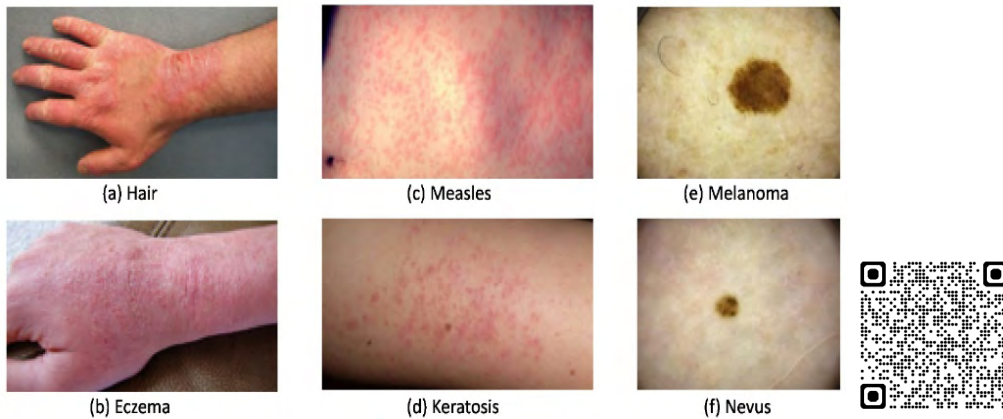 (a) Hair
(c) Measles
(e) Melanoma
(b) Eczema
(d) Keratosis
(f) Nevus